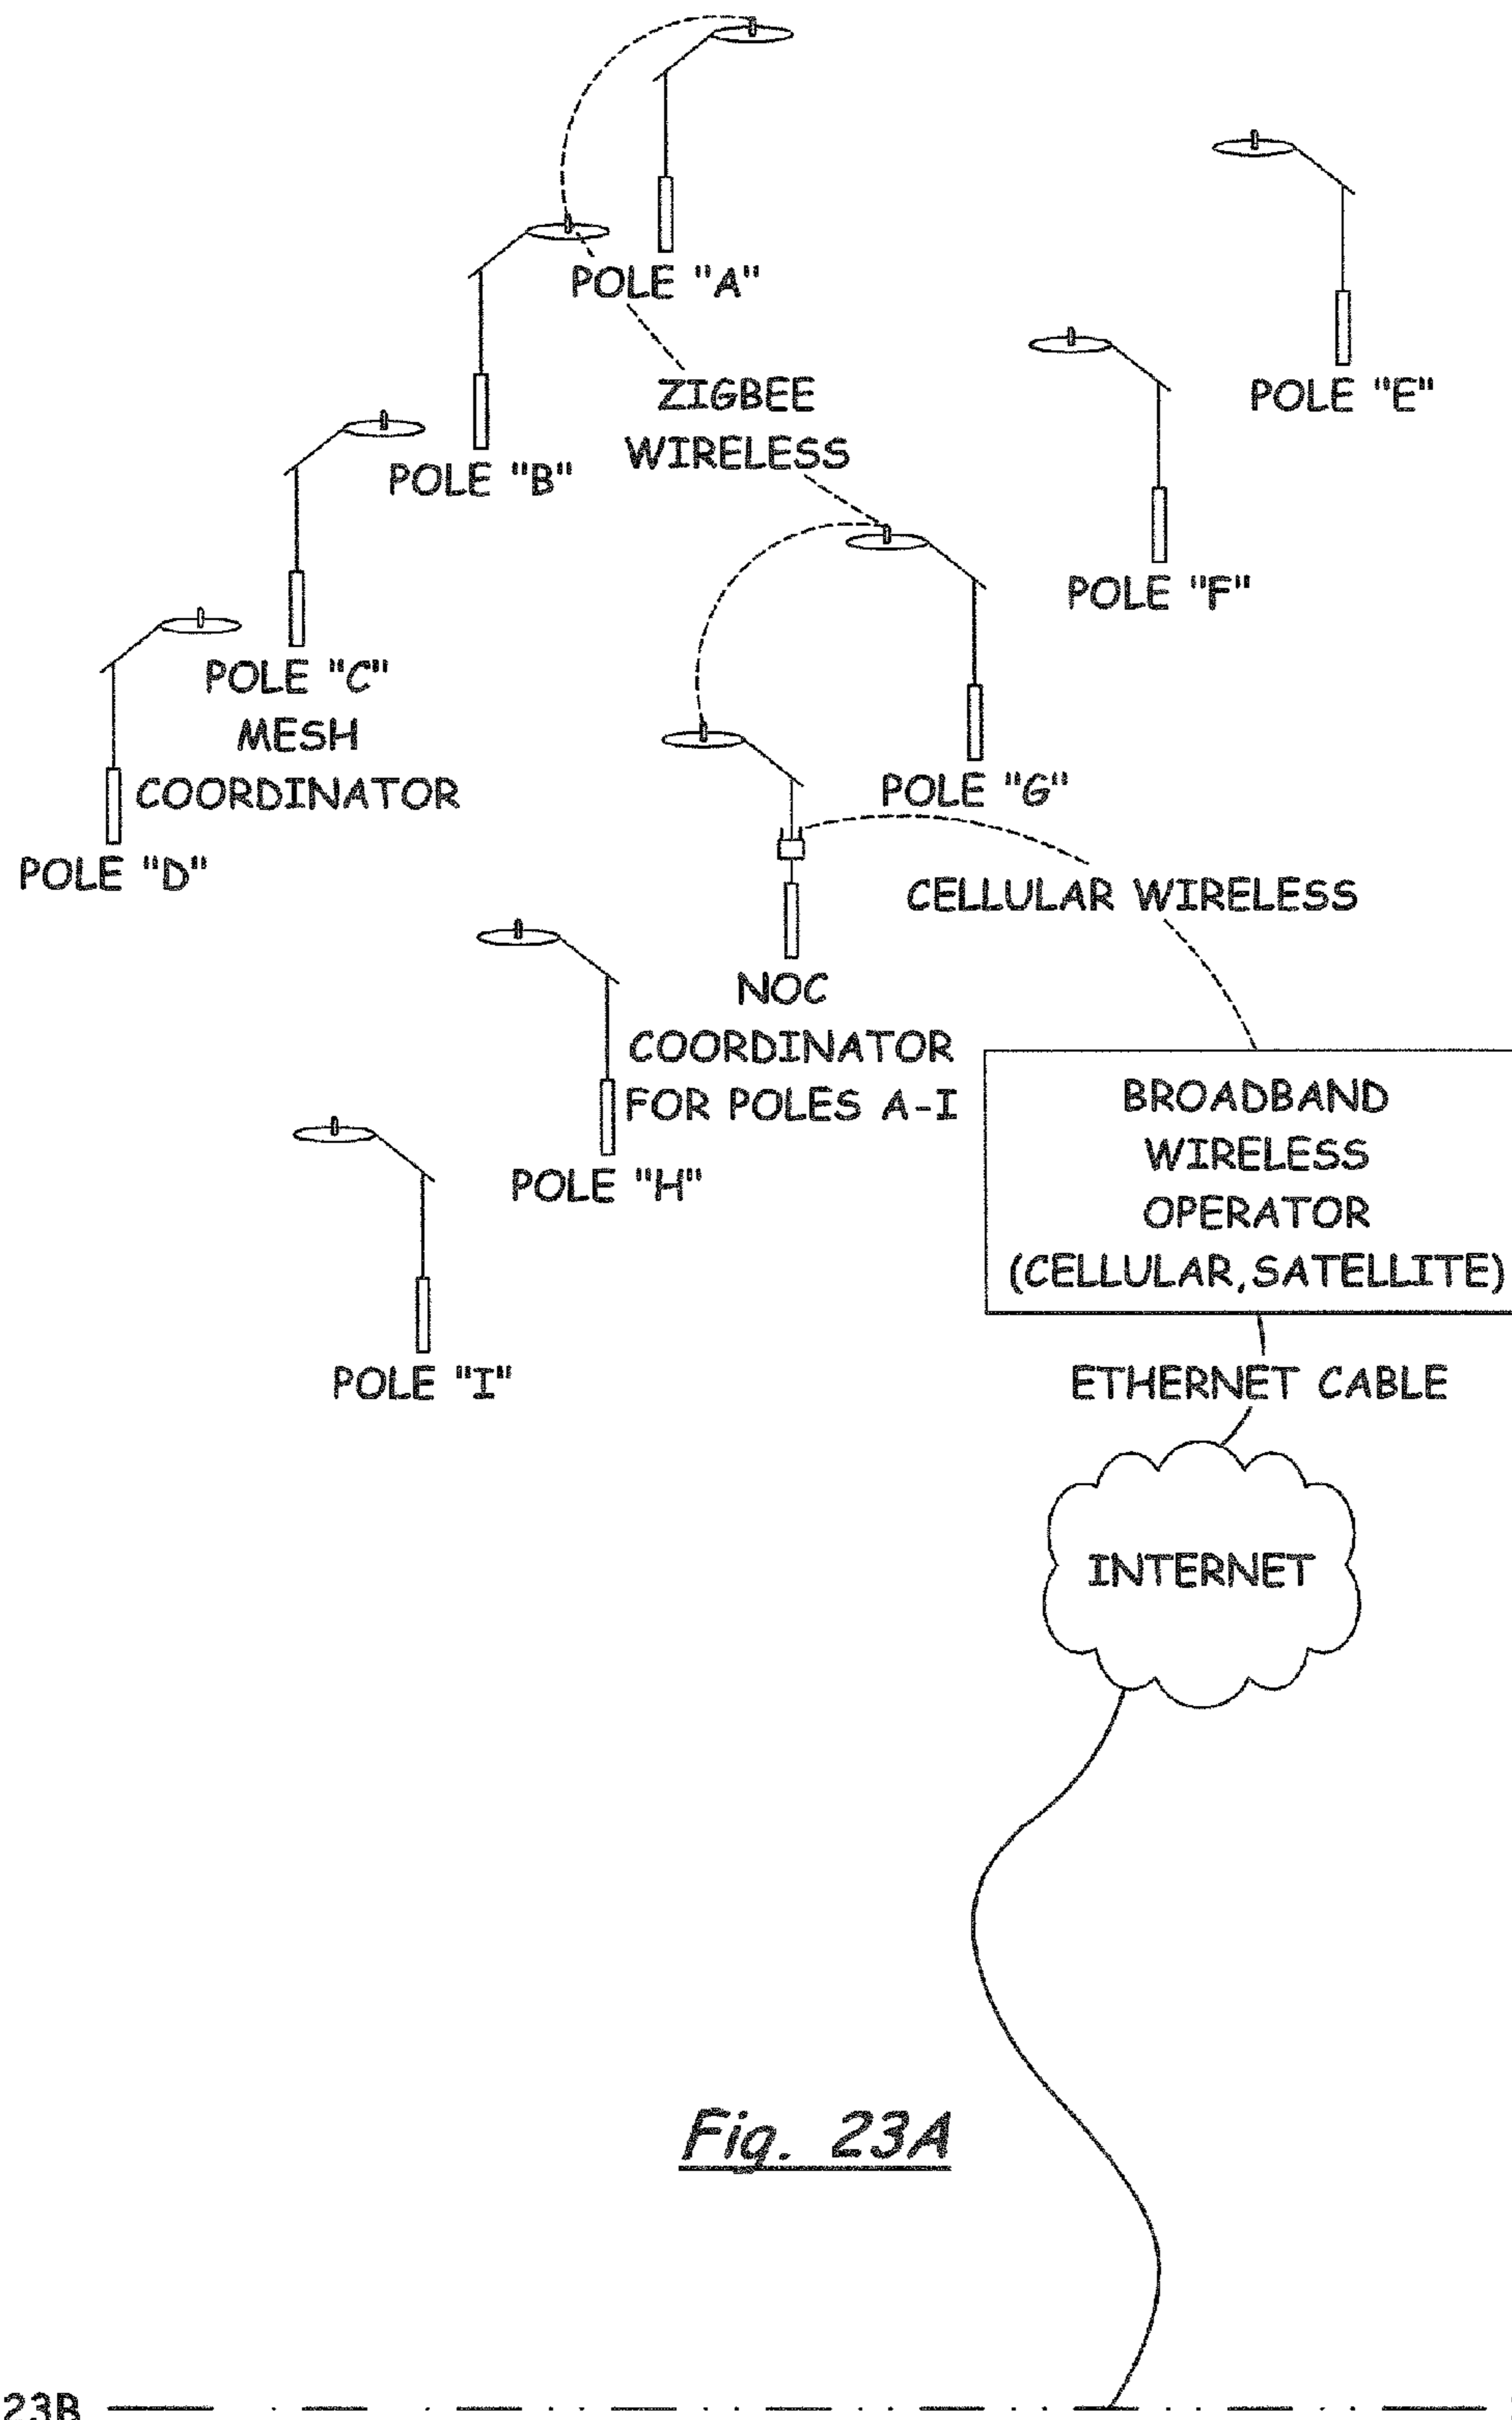 POLE "A"
POLE "E"
ZIGBEE
WIRELESS
POLE "B"
POLE "F"
POLE "C"
MESH
COORDINATOR
POLE "G"
POLE "D"
CELLULAR WIRELESS
NOC
COORDINATOR
FOR POLES A-I
BROADBAND
WIRELESS
OPERATOR
(CELLULAR,SATELLITE)
POLE "H"
POLE "I"
ETHERNET CABLE
INTERNET
Fig. 23A
23B